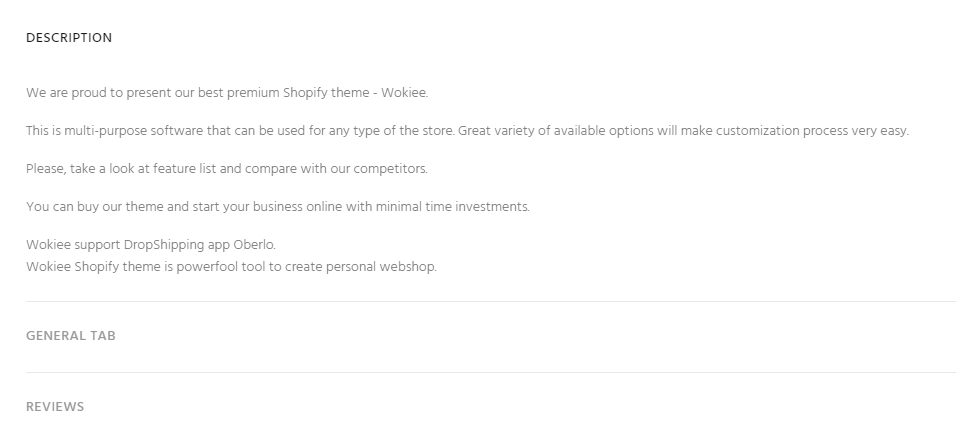 DESCRIPTION
We are proud to present our best premium Shopify theme - Wokiee.
This is multi-purpose software that can be used for any type of the store. Great variety of available options will make customization process very easy.
Please, take a look at feature list and compare with our competitors.
You can buy our theme and start your business online with minimal time investments.
Wokiee support DropShipping app Oberlo.
Wokiee Shopify theme is powerfool tool to create personal webshop.
GENERAL TAB
REVIEWS